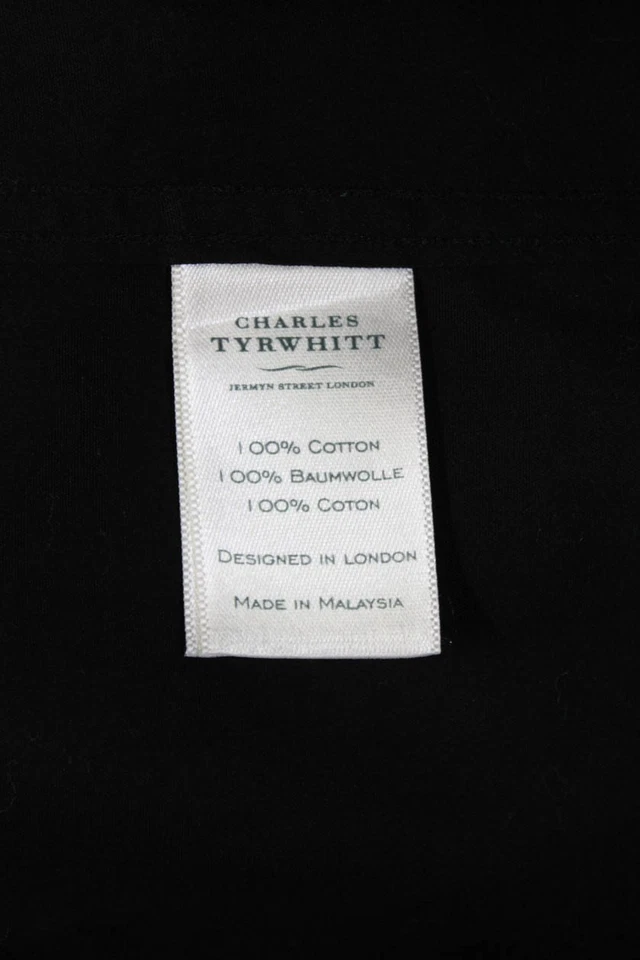 CHARLES
TYRWHITT
JERMYN STREET LONDON
100% COTTON
100% BAUMWOLLE
100% COTON
DESIGNED IN LONDON
MADE IN MALAYSIA